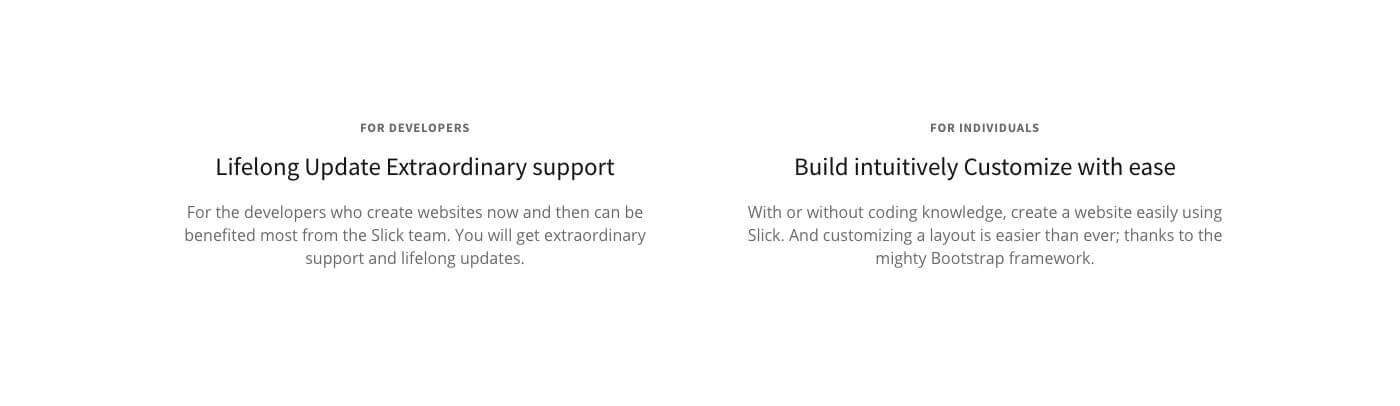 FOR DEVELOPERS
Lifelong Update Extraordinary support
For the developers who create websites now and then can be
benefited most from the Slick team. You will get extraordinary
support and lifelong updates.
FOR INDIVIDUALS
Build intuitively Customize with ease
With or without coding knowledge, create a website easily using
Slick. And customizing a layout is easier than ever; thanks to the
mighty Bootstrap framework.